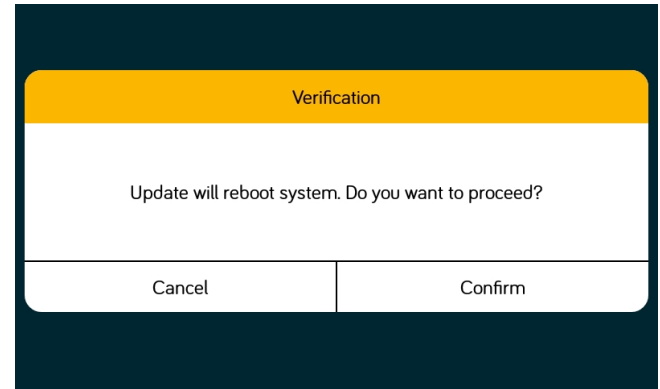 Verification
Update will reboot system. Do you want to proceed?
Cancel
Confirm